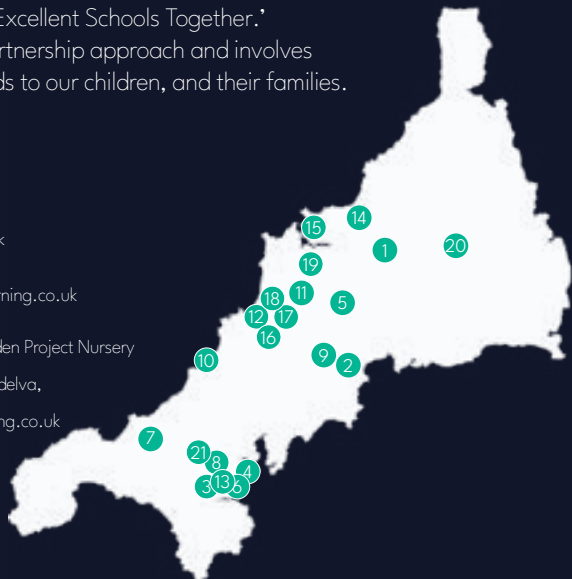 Excellent Schools Together.’
rtnership approach and involves
ds to our children, and their families.
14
15
k
20
1
19
ning.co.uk
11
18
5
12
17
16
den Project Nursery
9
10
2
delva,
ng.co.uk
7
21
8
4
13
3
6